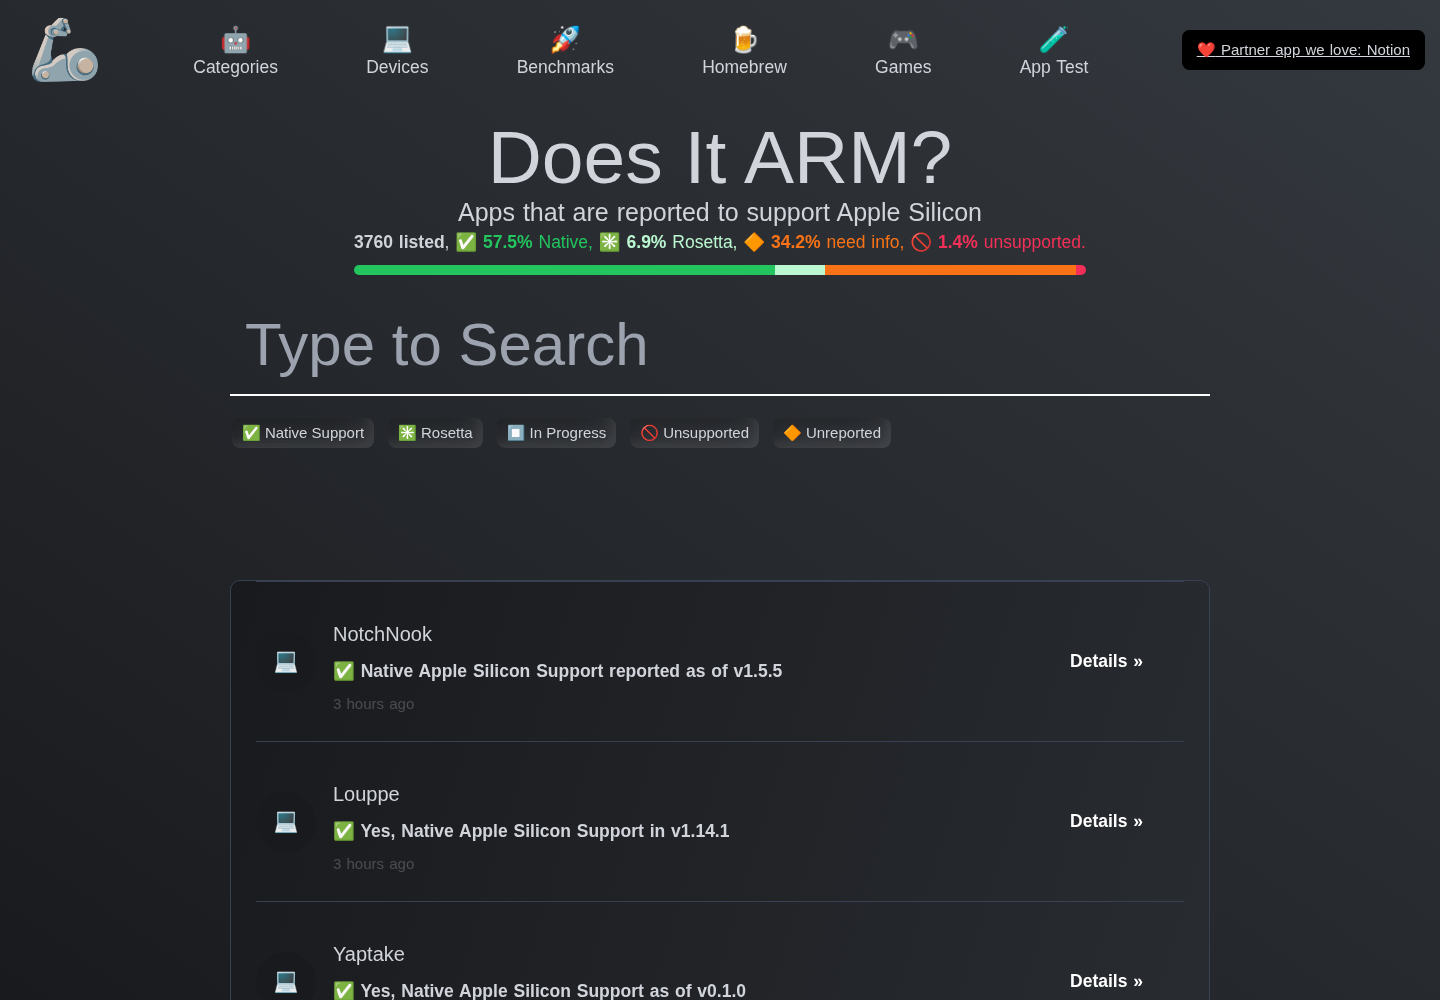 Categories
Devices
Benchmarks
Homebrew
Games
App Test
❤️ Partner app we love: Notion
Does It ARM?
Apps that are reported to support Apple Silicon
3760 listed, ✅ 57.5% Native, ✳️ 6.9% Rosetta, 🔶 34.2% need info, 🚫 1.4% unsupported.
Type to Search
✅ Native Support
✳️ Rosetta
⏹️ In Progress
🚫 Unsupported
🔶 Unreported
NotchNook
✅ Native Apple Silicon Support reported as of v1.5.5
3 hours ago
Details »
Louppe
✅ Yes, Native Apple Silicon Support in v1.14.1
3 hours ago
Details »
Yaptake
✅ Yes, Native Apple Silicon Support as of v0.1.0
Details »